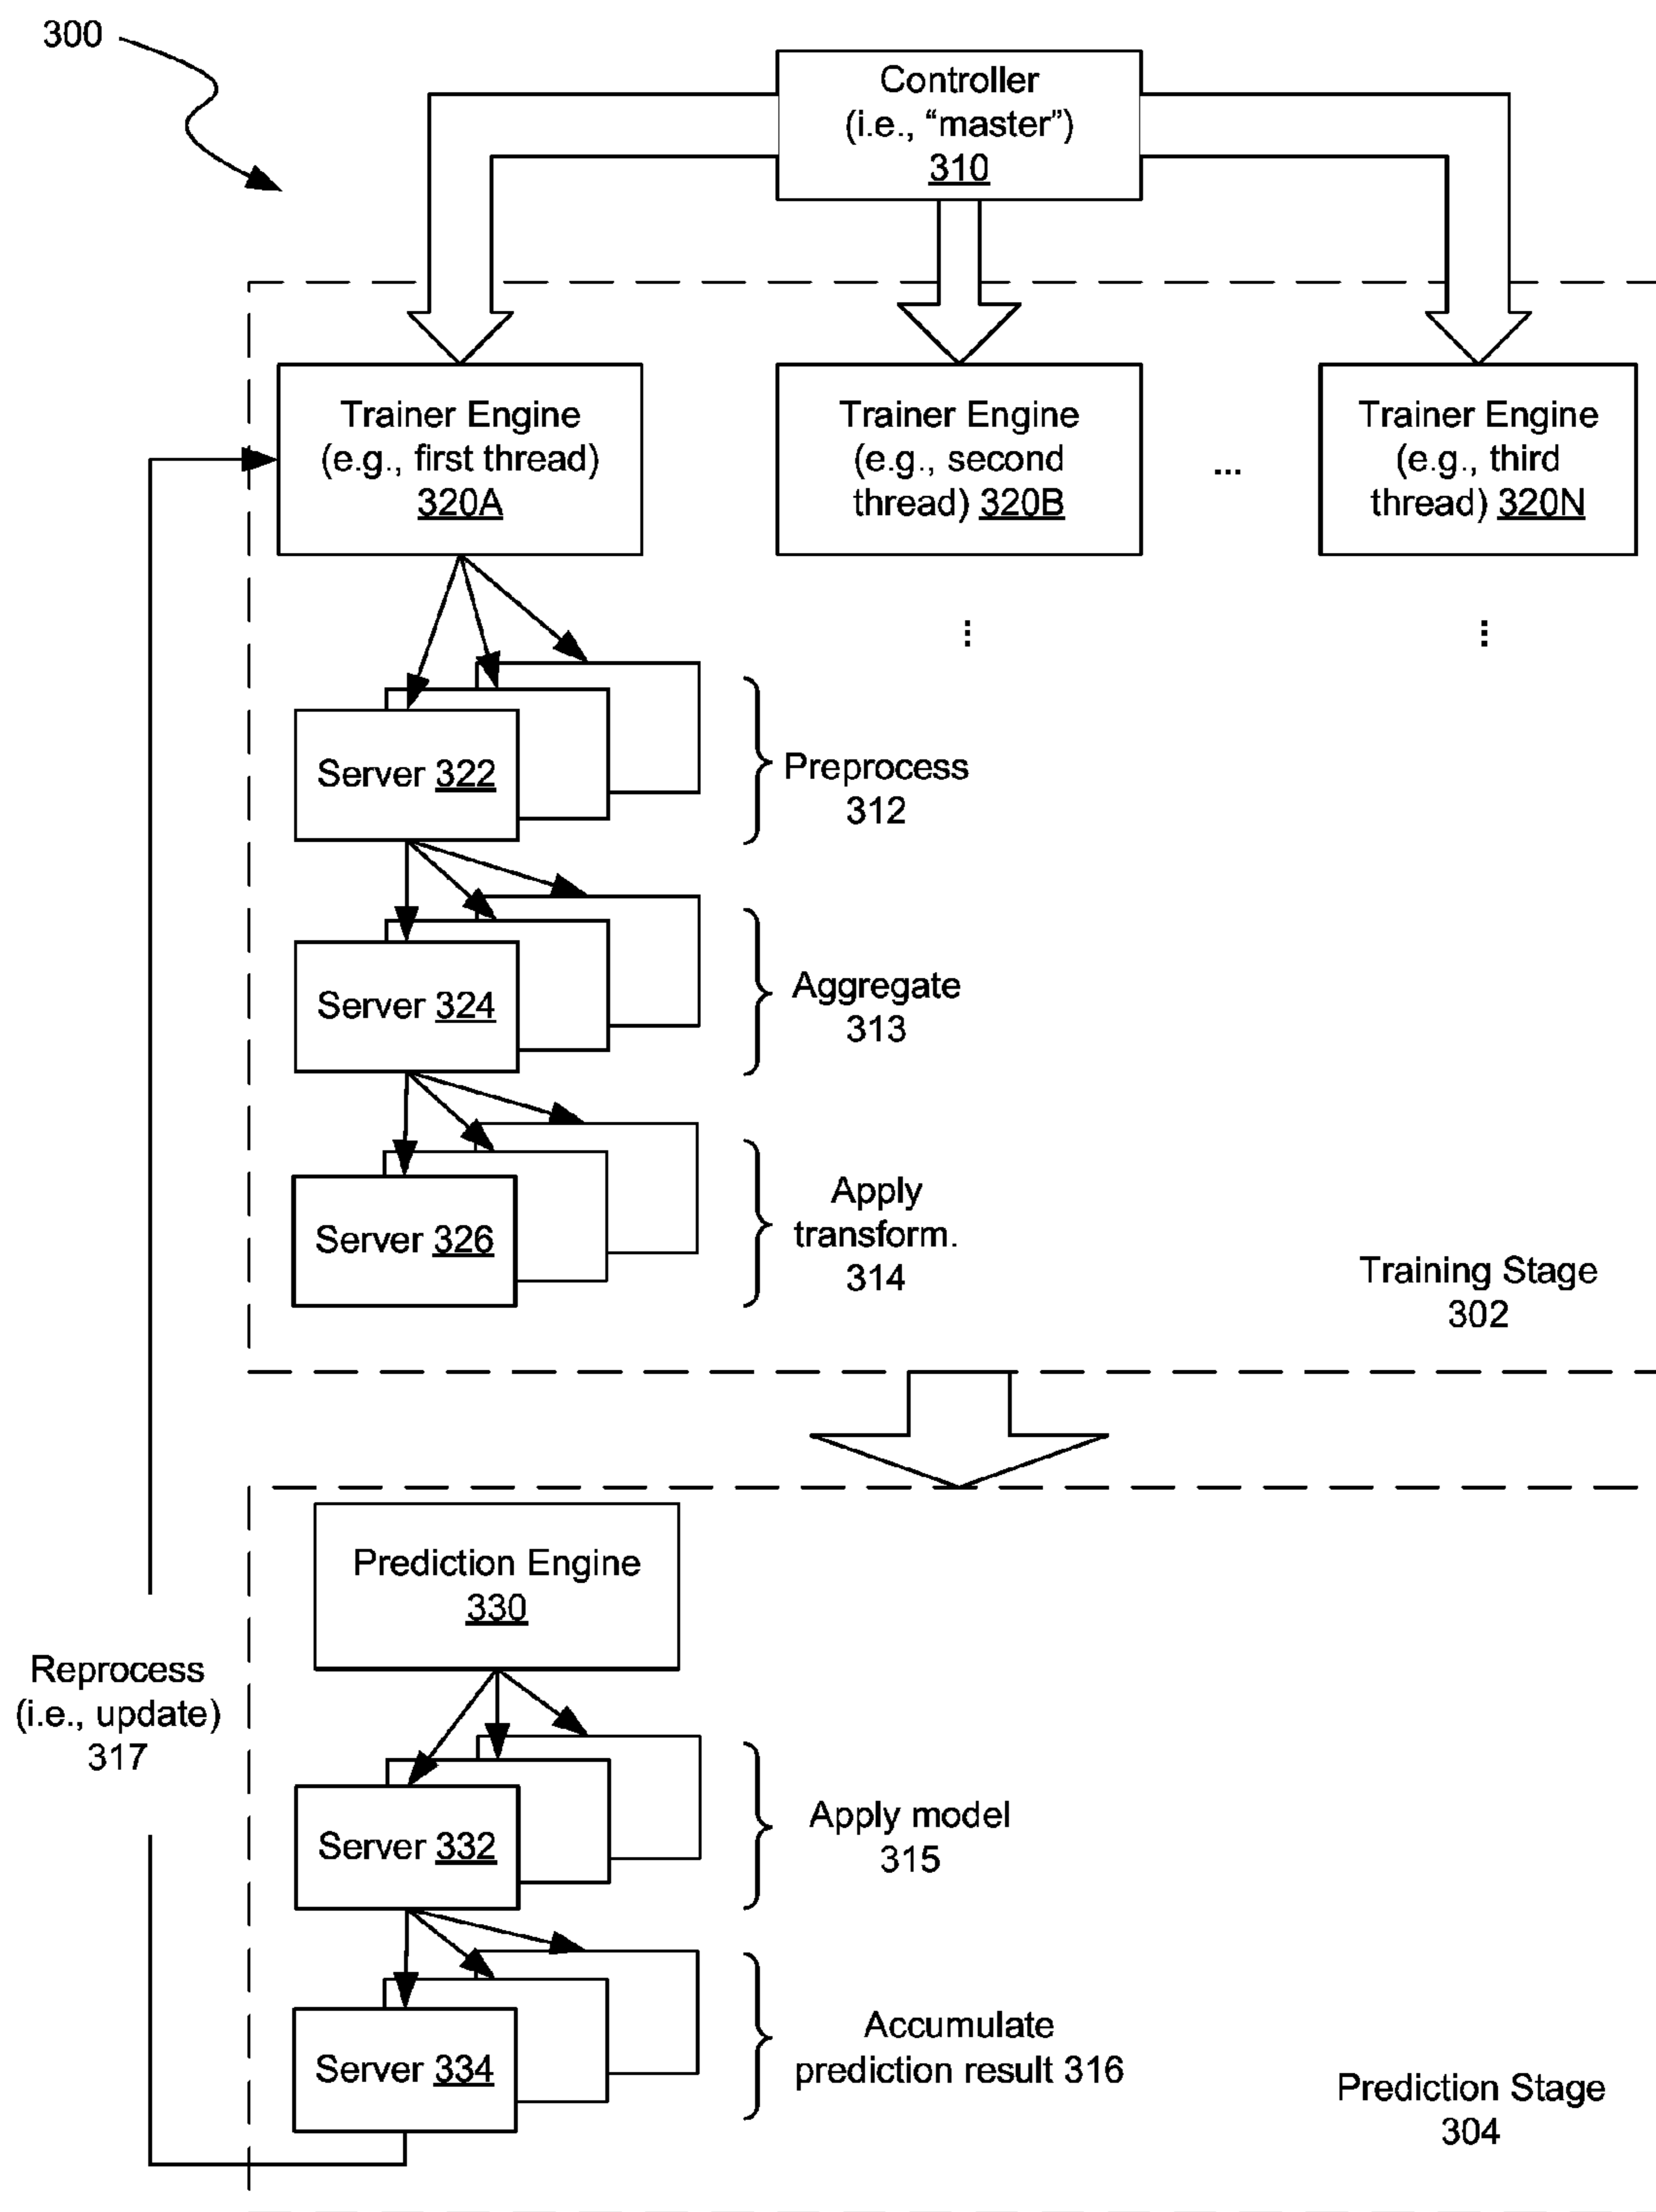 300
Controller
(i.e., “master”)
310
Trainer Engine
(e.g., first thread)
320A
Trainer Engine
(e.g., second
thread) 320B
...
Trainer Engine
(e.g., third
thread) 320N
...
...
Server 322
Preprocess
312
Server 324
Aggregate
313
Server 326
Apply
transform.
314
Training Stage
302
Prediction Engine
330
Reprocess
(i.e., update)
317
Server 332
Apply model
315
Server 334
Accumulate
prediction result 316
Prediction Stage
304